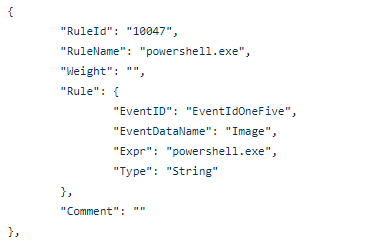 {
"RuleId": "10047",
"RuleName": "powershell.exe",
"Weight": "",
"Rule": {
"EventID": "EventIdOneFive",
"EventDataName": "Image",
"Expr": "powershell.exe",
"Type": "String"
},
"Comment": ""
},